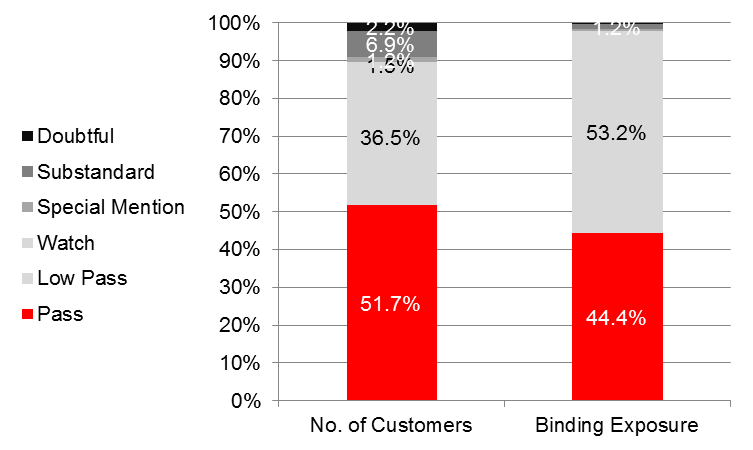 100%
90%
80%
70%
60%
50%
40%
30%
20%
10%
0%
Doubtful
Substandard
Special Mention
Watch
Low Pass
Pass
2.2%
6.9%
36.5%
51.7%
1.2%
53.2%
44.4%
No. of Customers
Binding Exposure